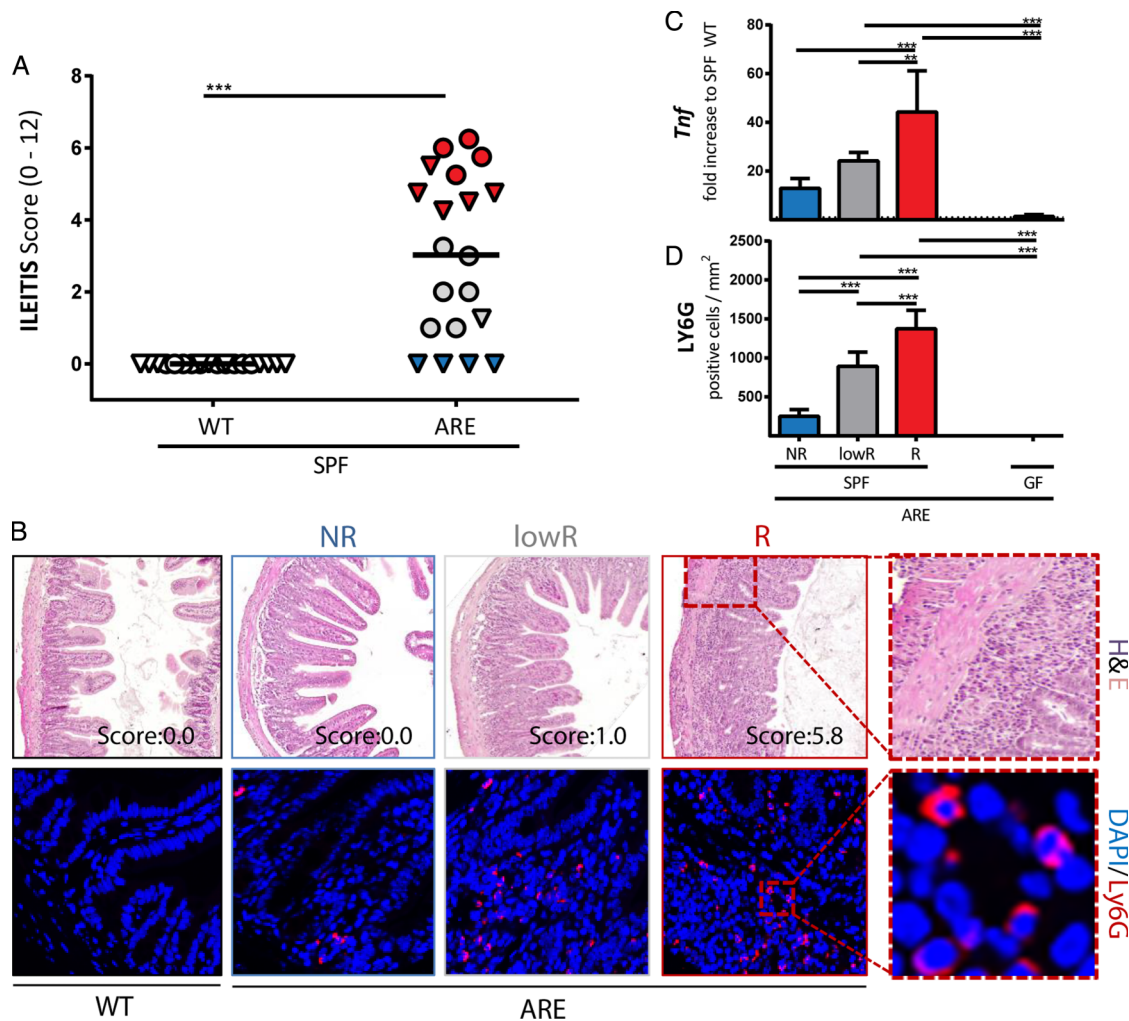 A
ILEITIS Score (0 - 12)
8
6
4
2
0
***
WT
ARE
SPF
C
Tnf
fold increase to SPF WT
80
60
40
20
***
***
***
**
D
LY6G
positive cells / mm2
2500
2000
1500
1000
500
***
***
***
***
***
NR
lowR
R
SPF
GF
ARE
B
NR
lowR
R
Score:0.0
Score:0.0
Score:1.0
Score:5.8
H&E
DAPI/Ly6G
WT
ARE